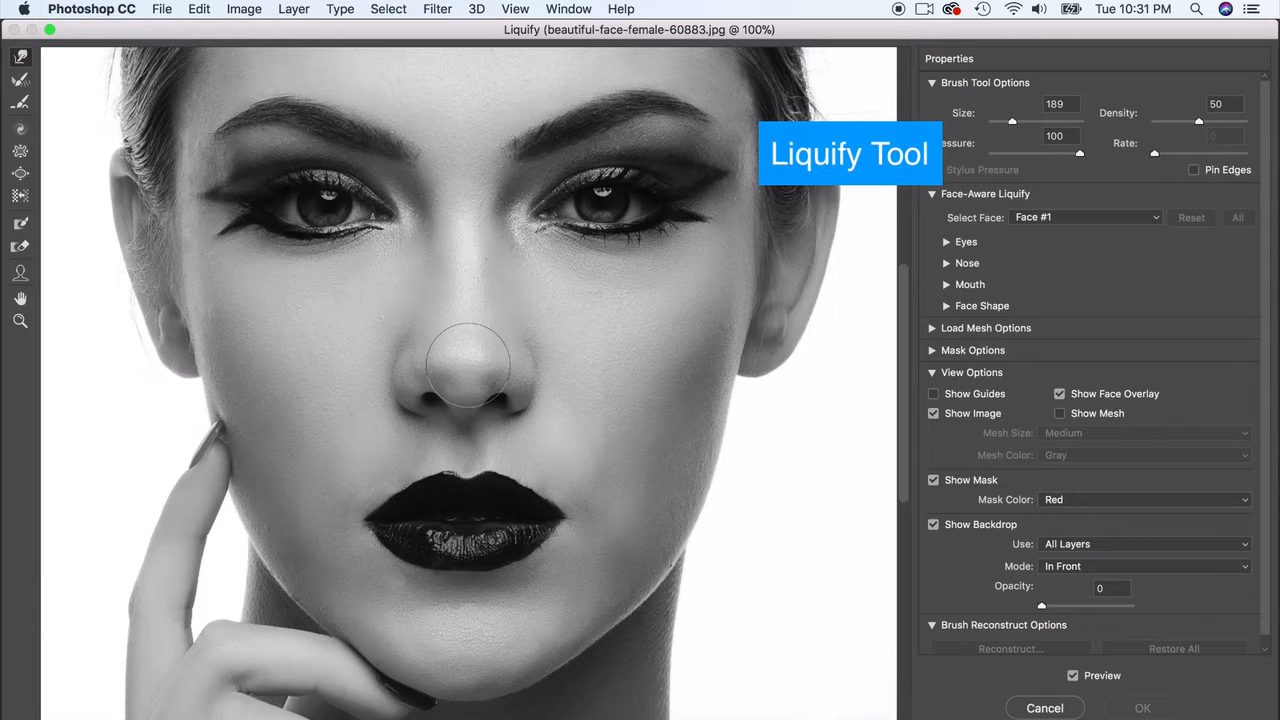 Photoshop CC File Edit Image Layer Type Select Filter 3D View Window Help Tue 10:31 PM
Liquify (beautiful-face-female-60883.jpg @ 100%)
Properties
Brush Tool Options
Size: 189 Density: 50
essure: 100 Rate: 0
Liquify Tool
Stylus Pressure Pin Edges
Face-Aware Liquify
Select Face: Face #1 Reset All
Eyes
Nose
Mouth
Face Shape
Load Mesh Options
Mask Options
View Options
Show Guides Show Face Overlay
Show Image Show Mesh
Mesh Size: Medium
Mesh Color: Gray
Show Mask
Mask Color: Red
Show Backdrop
Use: All Layers
Mode: In Front
Opacity: 0
Brush Reconstruct Options
Reconstruct... Restore All
Preview
Cancel OK